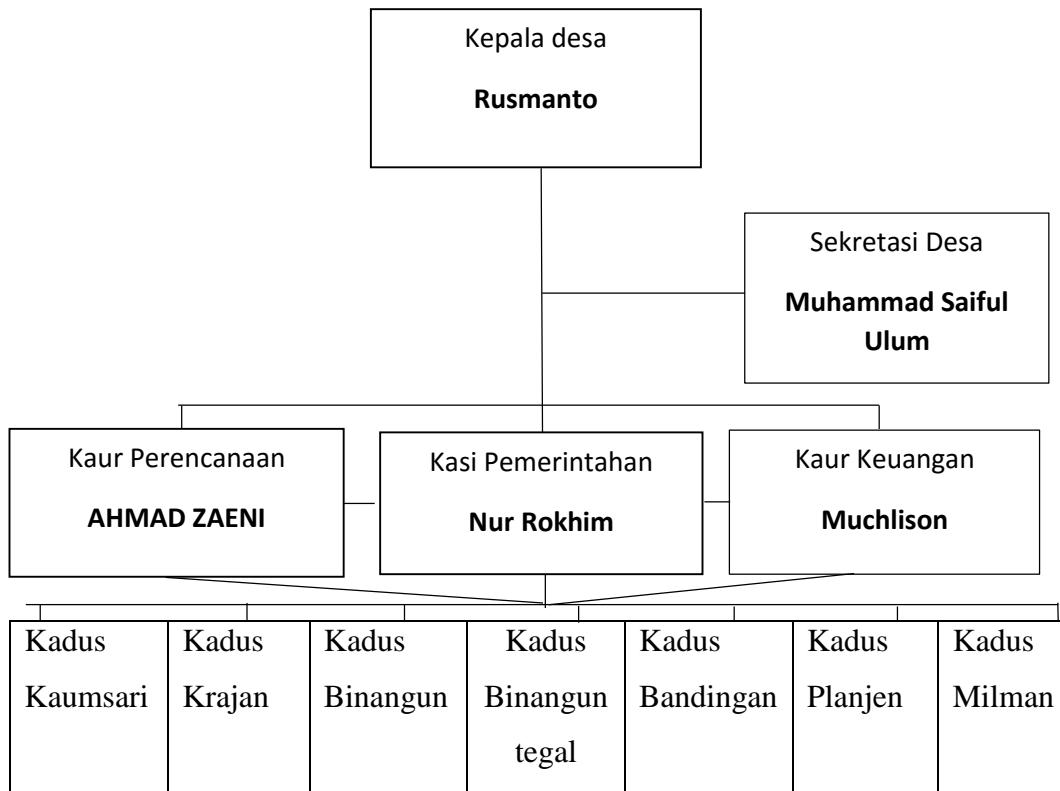 Kepala desa
Rusmanto
Sekretasi Desa
Muhammad Saiful
Ulum
Kaur Perencanaan
AHMAD ZAENI
Kasi Pemerintahan
Nur Rokhim
Kaur Keuangan
Muchlison
Kadus
Kaumsari
Kadus
Krajan
Kadus
Binangun
Kadus
Binangun
tegal
Kadus
Bandingan
Kadus
Planjen
Kadus
Milman